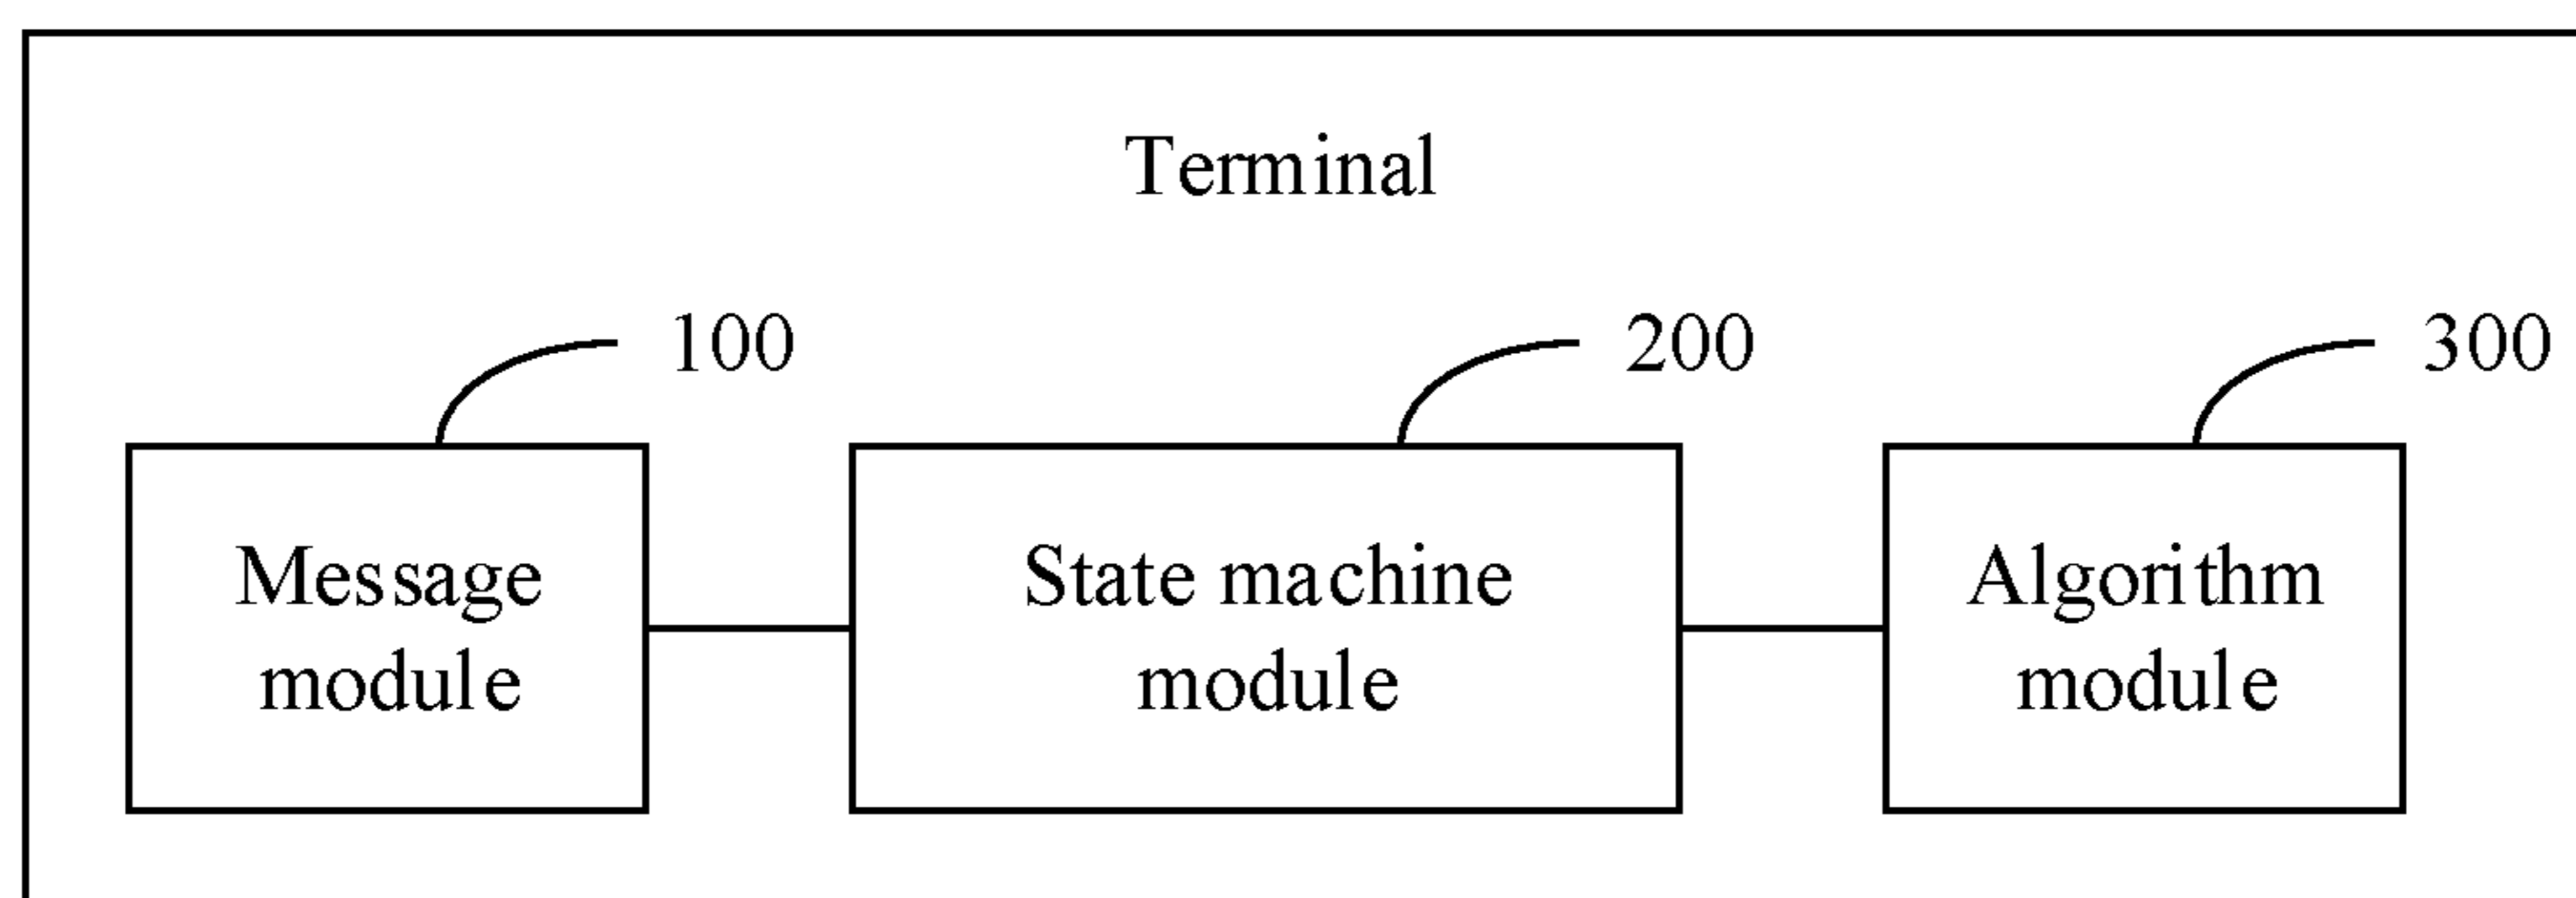 Terminal
100
200
300
Message
module
State machine
module
Algorithm
module